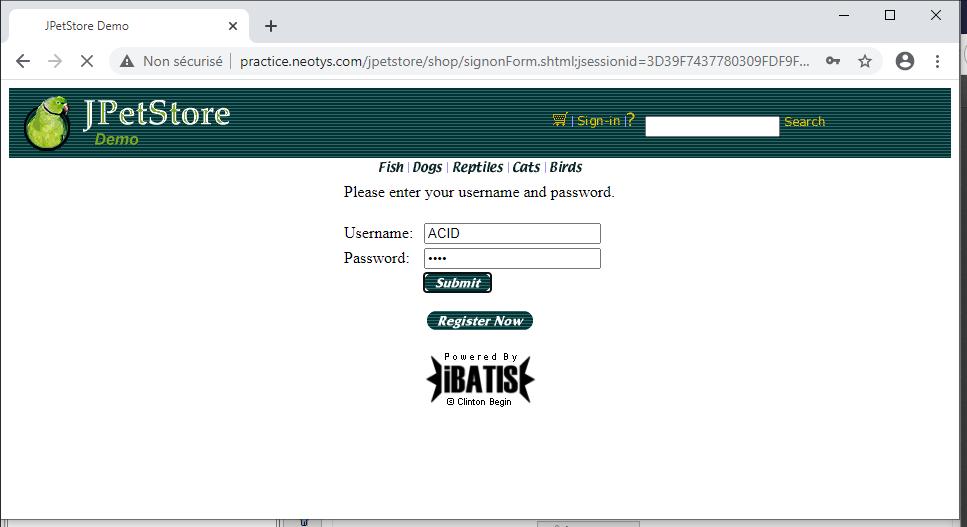 JPetStore Demo
Non sécurisé | practice.neotys.com/jpetstore/shop/signonForm.shtml;jsessionid=3D39F7437780309FDF9F...
JPetStore
Demo
| Sign-in | ? Search
Fish | Dogs | Reptiles | Cats | Birds
Please enter your username and password.
Username: ACID
Password: ••••
Submit
Register Now
Powered By
iBATIS
© Clinton Begin